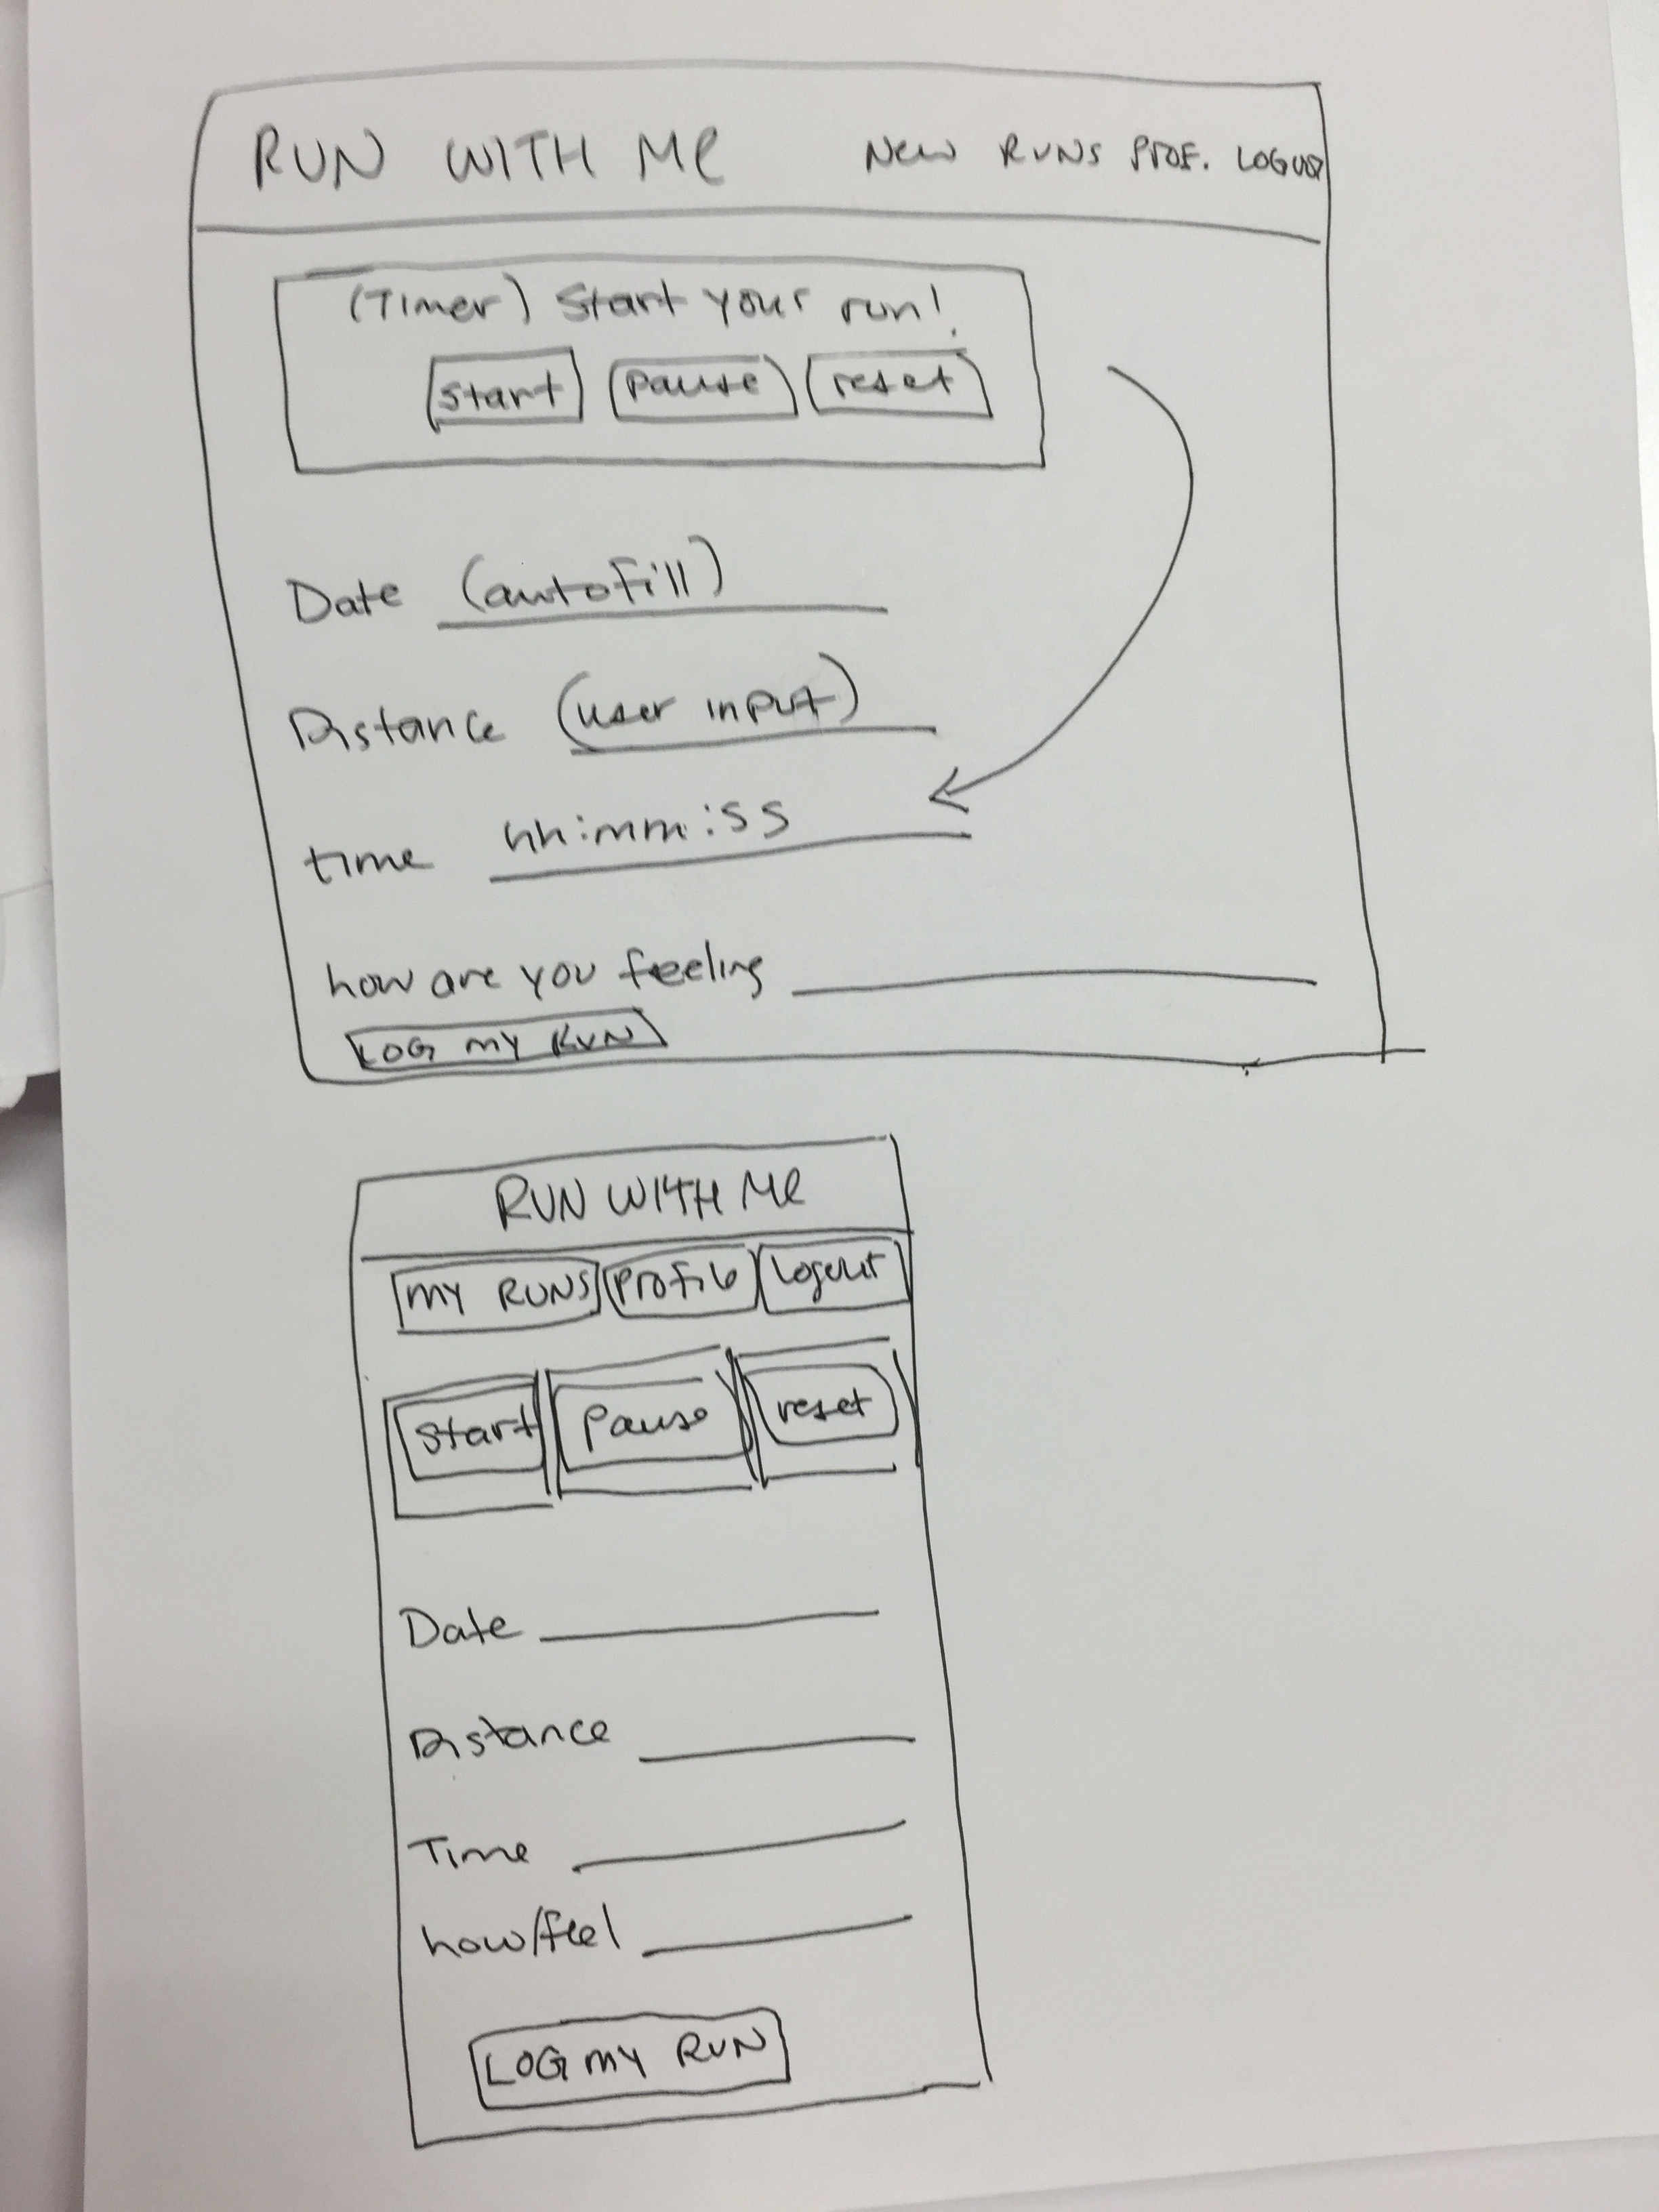 RUN WITH Me New RUNS PROF. LOGOUT
(Timer) Start your run!
start pause reset
Date (autofill)
Distance (user input)
time hh:mm:ss
how are you feeling
LOG MY RUN
RUN WITH Me
MY RUNS Profile Logout
start Pause reset
Date
Distance
Time
how/feel
LOG MY RUN